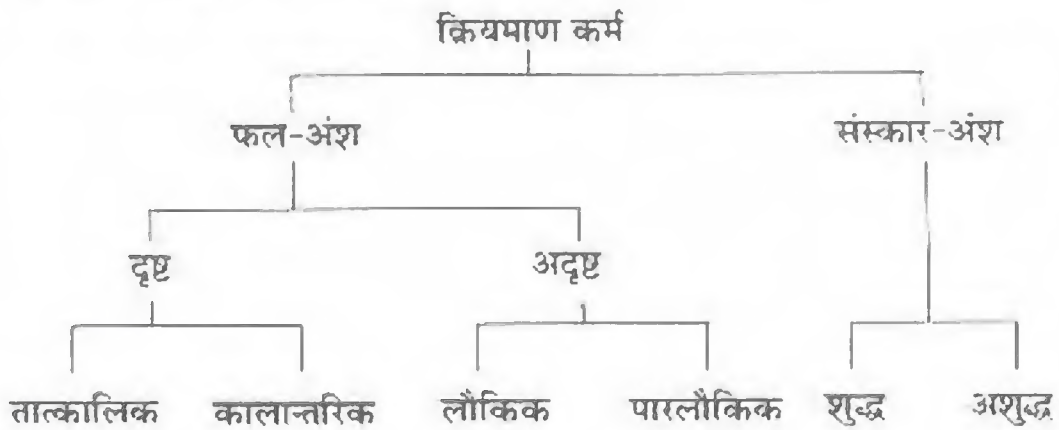 क्रियमाण कर्म
फल-अंश संस्कार-अंश
दृष्ट अदृष्ट
तात्कालिक कालान्तरिक लौकिक पारलौकिक शुद्ध अशुद्ध